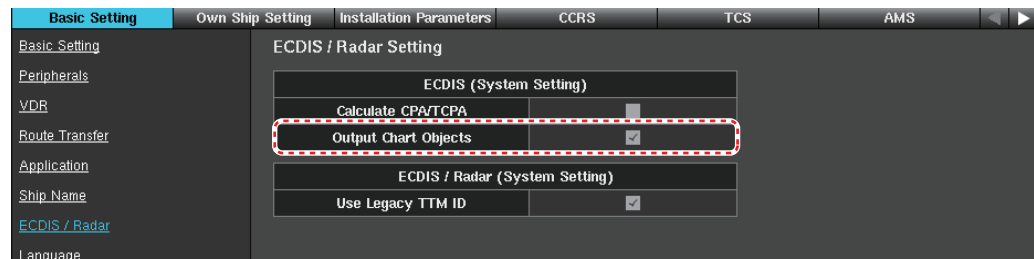 Basic Setting Own Ship Setting Installation Parameters CCRS TCS AMS
Basic Setting
Peripherals
VDR
Route Transfer
Application
Ship Name
ECDIS / Radar
Language
ECDIS / Radar Setting
ECDIS (System Setting)
Calculate CPA/TCPA
Output Chart Objects
ECDIS / Radar (System Setting)
Use Legacy TTM ID